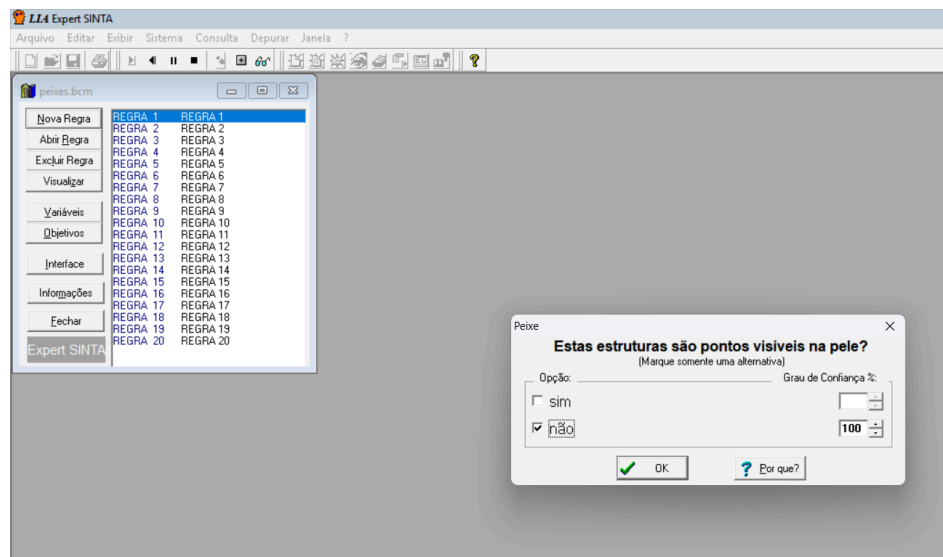 LIA Expert SINTA
Arquivo Editar Exibir Sistema Consulta Depurar Janela ?
peixes.bcm
Nova Regra
Abrir Regra
Excluir Regra
Visualizar
Variáveis
Objetivos
Interface
Informações
Fechar
Expert SINTA
REGRA 1 REGRA 1
REGRA 2 REGRA 2
REGRA 3 REGRA 3
REGRA 4 REGRA 4
REGRA 5 REGRA 5
REGRA 6 REGRA 6
REGRA 7 REGRA 7
REGRA 8 REGRA 8
REGRA 9 REGRA 9
REGRA 10 REGRA 10
REGRA 11 REGRA 11
REGRA 12 REGRA 12
REGRA 13 REGRA 13
REGRA 14 REGRA 14
REGRA 15 REGRA 15
REGRA 16 REGRA 16
REGRA 17 REGRA 17
REGRA 18 REGRA 18
REGRA 19 REGRA 19
REGRA 20 REGRA 20
Peixe
Estas estruturas são pontos visíveis na pele?
(Marque somente uma alternativa)
Opção: Grau de Confiança %:
sim
não 100
OK Por que?